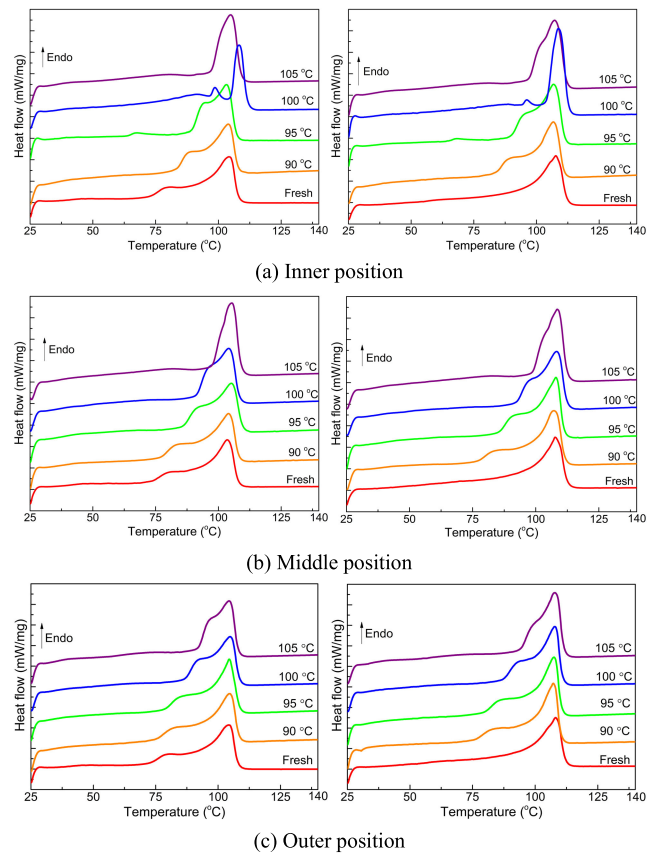 Heat flow (mW/mg)
Endo
105 °C
100 °C
95 °C
90 °C
Fresh
25 50 75 100 125 140
Temperature (°C)
Heat flow (mW/mg)
Endo
105 °C
100 °C
95 °C
90 °C
Fresh
25 50 75 100 125 140
Temperature (°C)
(a) Inner position
Heat flow (mW/mg)
Endo
105 °C
100 °C
95 °C
90 °C
Fresh
25 50 75 100 125 140
Temperature (°C)
Heat flow (mW/mg)
Endo
105 °C
100 °C
95 °C
90 °C
Fresh
25 50 75 100 125 140
Temperature (°C)
(b) Middle position
Heat flow (mW/mg)
Endo
105 °C
100 °C
95 °C
90 °C
Fresh
25 50 75 100 125 140
Temperature (°C)
Heat flow (mW/mg)
Endo
105 °C
100 °C
95 °C
90 °C
Fresh
25 50 75 100 125 140
Temperature (°C)
(c) Outer position